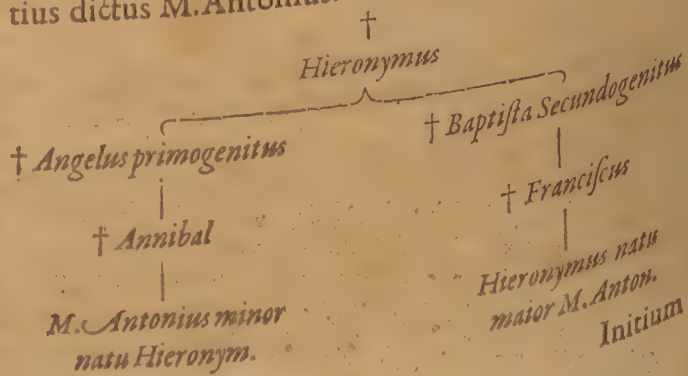 tius dictus M.Antonius.
†
Hieronymus
† Angelus primogenitus
† Annibal
M. Antonius minor
natu Hieronym.
† Baptiſta Secundogenitus
† Franciſcus
Hieronymus natu
maior M. Anton.
Initium